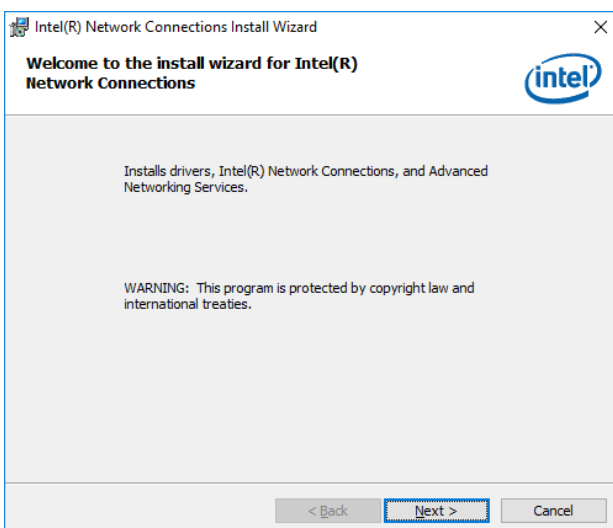 Intel(R) Network Connections Install Wizard
Welcome to the install wizard for Intel(R)
Network Connections
intel
Installs drivers, Intel(R) Network Connections, and Advanced
Networking Services.
WARNING:  This program is protected by copyright law and
international treaties.
< Back
Next >
Cancel